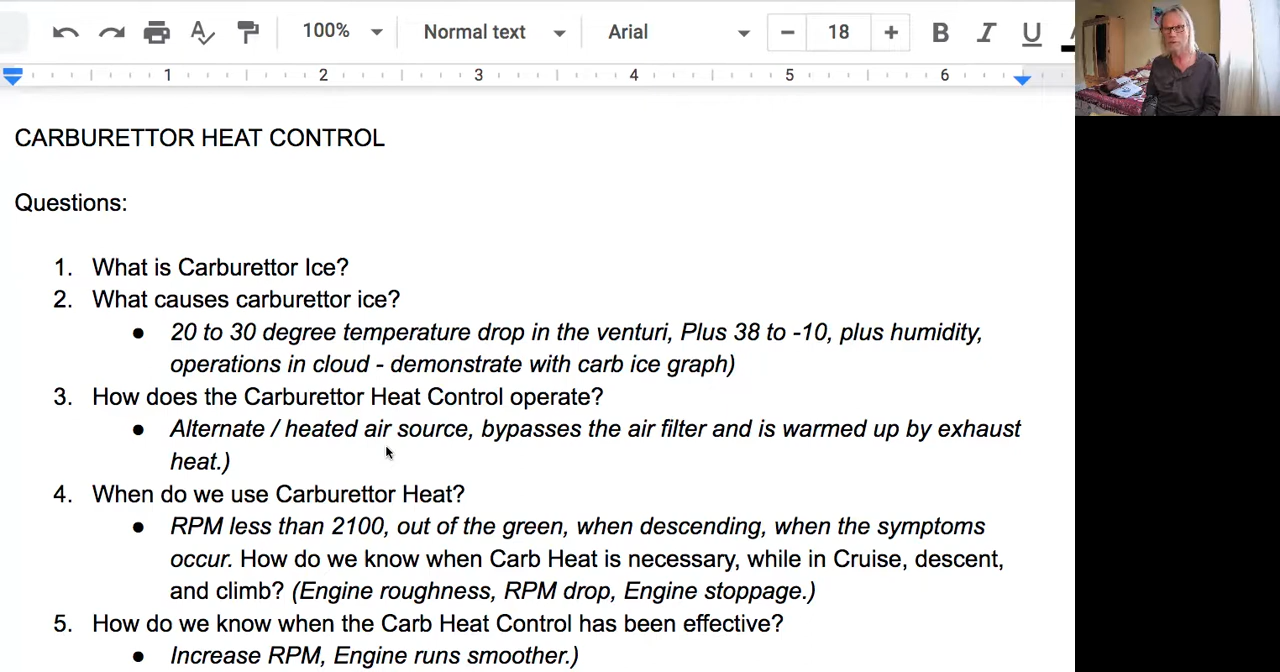 100% Normal text Arial 18 B I U A
1 2 3 4 5 6
CARBURETTOR HEAT CONTROL
Questions:
1. What is Carburettor Ice?
2. What causes carburettor ice?
● 20 to 30 degree temperature drop in the venturi, Plus 38 to -10, plus humidity,
operations in cloud - demonstrate with carb ice graph)
3. How does the Carburettor Heat Control operate?
● Alternate / heated air source, bypasses the air filter and is warmed up by exhaust
heat.)
4. When do we use Carburettor Heat?
● RPM less than 2100, out of the green, when descending, when the symptoms
occur. How do we know when Carb Heat is necessary, while in Cruise, descent,
and climb? (Engine roughness, RPM drop, Engine stoppage.)
5. How do we know when the Carb Heat Control has been effective?
● Increase RPM, Engine runs smoother.)